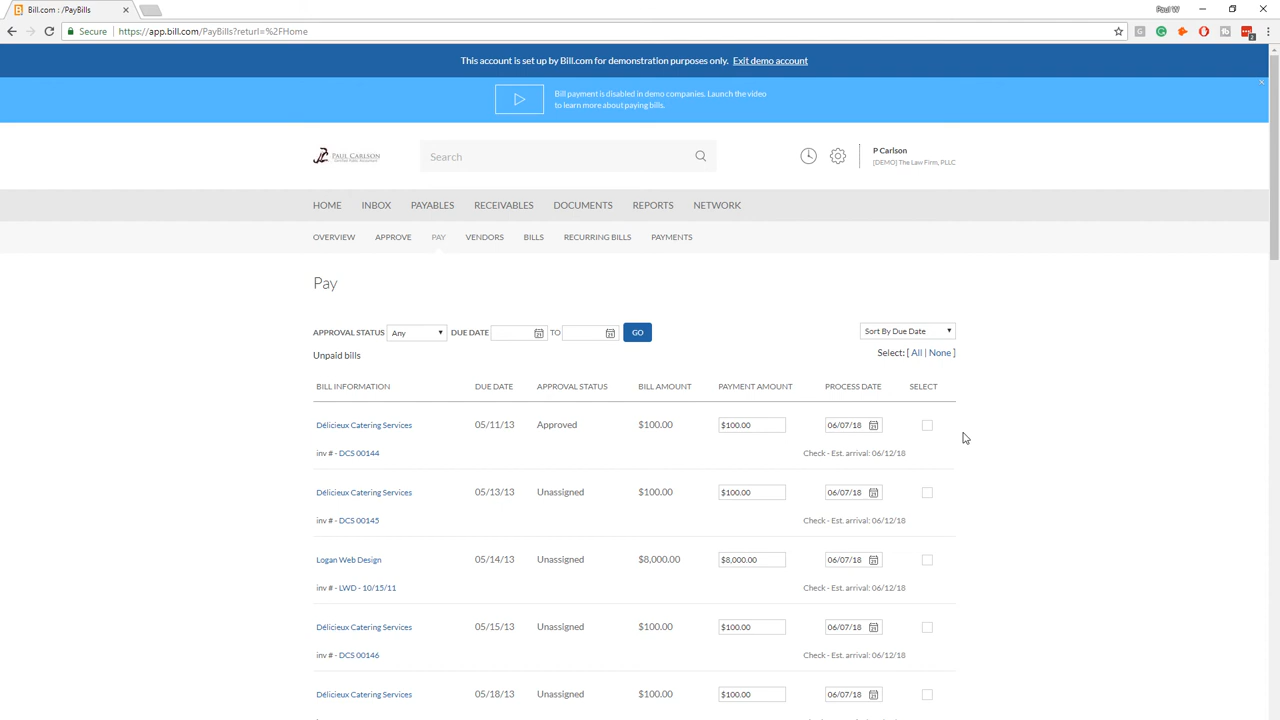 Bill.com : /PayBills
Paul W
Secure https://app.bill.com/PayBills?returl=%2FHome
This account is set up by Bill.com for demonstration purposes only. Exit demo account
Bill payment is disabled in demo companies. Launch the video
to learn more about paying bills.
PAUL CARLSON
Search
P Carlson
[DEMO] The Law Firm, PLLC
HOME INBOX PAYABLES RECEIVABLES DOCUMENTS REPORTS NETWORK
OVERVIEW APPROVE PAY VENDORS BILLS RECURRING BILLS PAYMENTS
Pay
APPROVAL STATUS Any DUE DATE TO GO Sort By Due Date
Unpaid bills Select: [ All | None ]
BILL INFORMATION DUE DATE APPROVAL STATUS BILL AMOUNT PAYMENT AMOUNT PROCESS DATE SELECT
Délicieux Catering Services 05/11/13 Approved $100.00 $100.00 06/07/18
inv # - DCS 00144 Check - Est. arrival: 06/12/18
Délicieux Catering Services 05/13/13 Unassigned $100.00 $100.00 06/07/18
inv # - DCS 00145 Check - Est. arrival: 06/12/18
Logan Web Design 05/14/13 Unassigned $8,000.00 $8,000.00 06/07/18
inv # - LWD - 10/15/11 Check - Est. arrival: 06/12/18
Délicieux Catering Services 05/15/13 Unassigned $100.00 $100.00 06/07/18
inv # - DCS 00146 Check - Est. arrival: 06/12/18
Délicieux Catering Services 05/18/13 Unassigned $100.00 $100.00 06/07/18